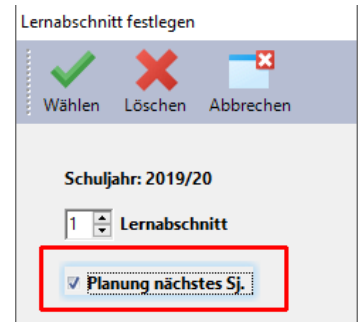 Lernabschnitt festlegen
Wählen Löschen Abbrechen
Schuljahr: 2019/20
1 Lernabschnitt
Planung nächstes Sj.